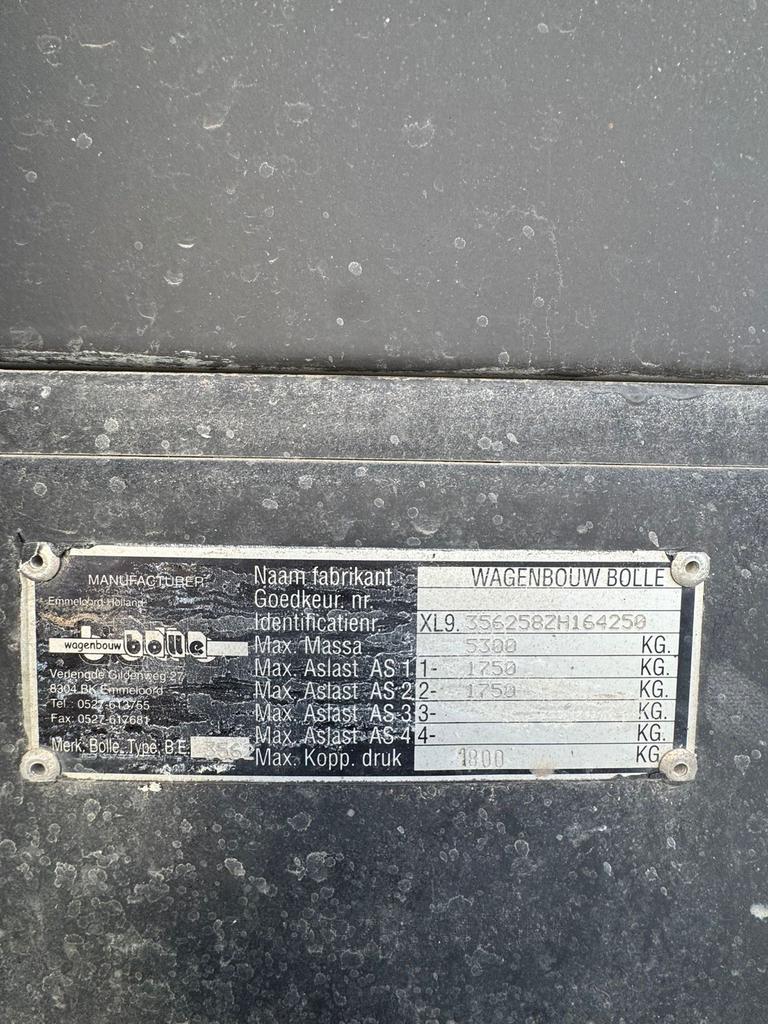 MANUFACTURER
Emmeloord Holland
wagenbouw bolle
Verlengde Gildenweg 27
8304 BK Emmeloord
Tel. 0527-613765
Fax. 0527-617681
Merk. Bolle. Type. B.E. 3562
Naam fabrikant WAGENBOUW BOLLE
Goedkeur. nr.
Identificatienr. XL9. 356258ZH164250
Max. Massa 5300 KG.
Max. Aslast AS 1 1- 1750 KG.
Max. Aslast AS 2 2- 1750 KG.
Max. Aslast AS 3 3- KG.
Max. Aslast AS 4 4- KG.
Max. Kopp. druk 1800 KG